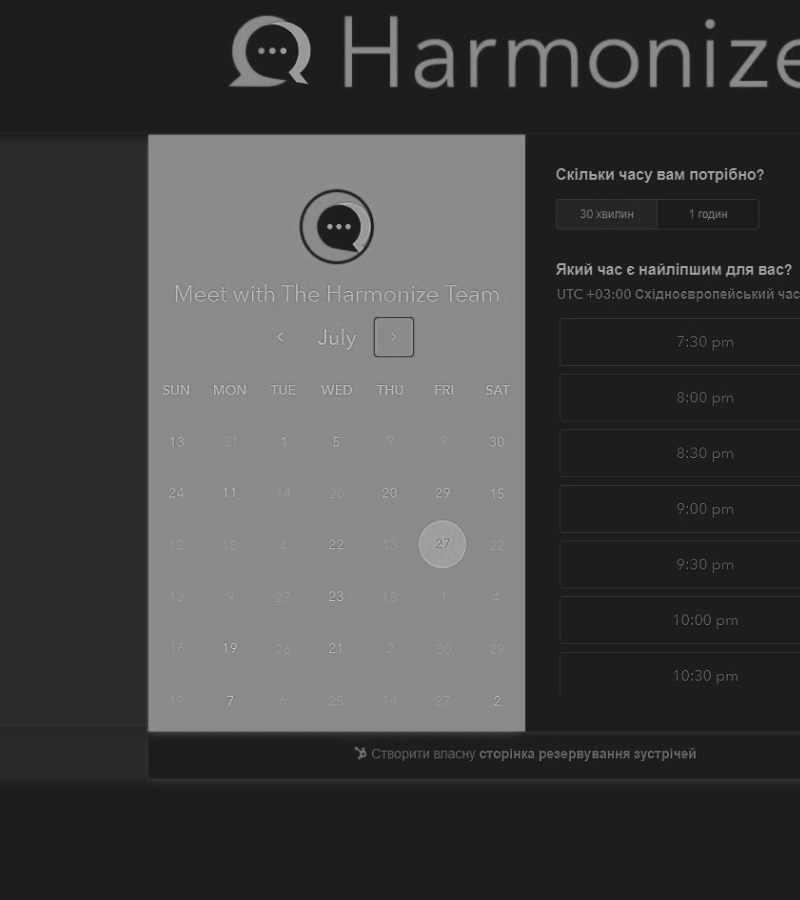 Harmonize
Meet with The Harmonize Team
July
SUN MON TUE WED THU FRI SAT
13 31 1 5 9 9 30
24 11 14 20 20 29 15
12 18 4 22 13 27 22
13 9 27 23 18 1 4
16 19 26 21 2 30 29
19 7 6 25 14 27 2
Скільки часу вам потрібно?
30 хвилин 1 годин
Який час є найліпшим для вас?
UTC +03:00 Східноєвропейський час
7:30 pm
8:00 pm
8:30 pm
9:00 pm
9:30 pm
10:00 pm
10:30 pm
Створити власну сторінка резервування зустрічей